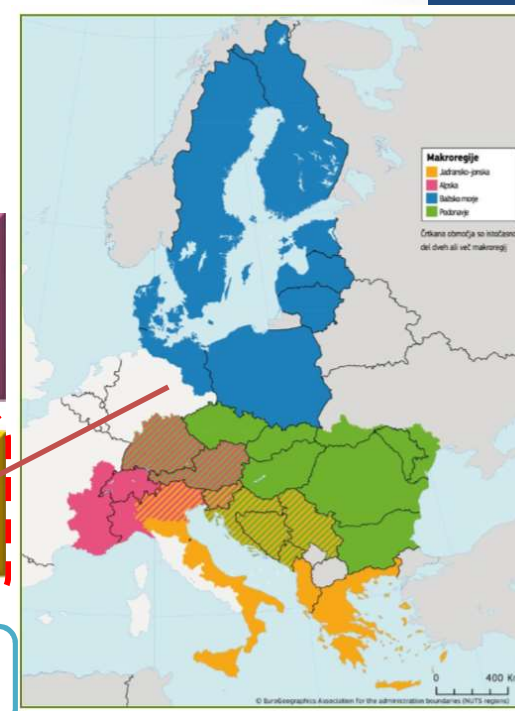 Makroregije
Jadransko-jonska
Alpska
Baltsko morje
Podonavje
Črtkana območja so istočasno
del dveh ali več makroregij
0 400 K
© EuroGeographics Association for the administrative boundaries (NUTS regions)